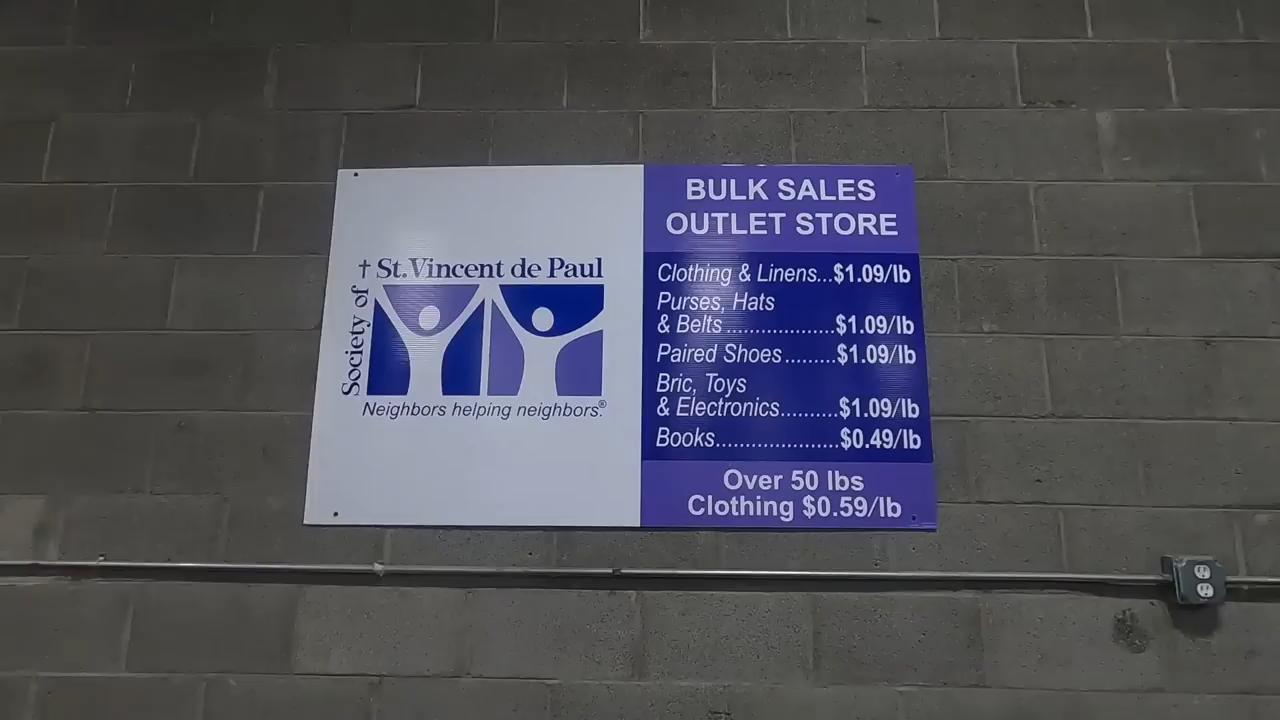 Society of
† St.Vincent de Paul
Neighbors helping neighbors.®
BULK SALES
OUTLET STORE
Clothing & Linens...$1.09/lb
Purses, Hats
& Belts ...................$1.09/lb
Paired Shoes.........$1.09/lb
Bric, Toys
& Electronics..........$1.09/lb
Books.....................$0.49/lb
Over 50 lbs
Clothing $0.59/lb